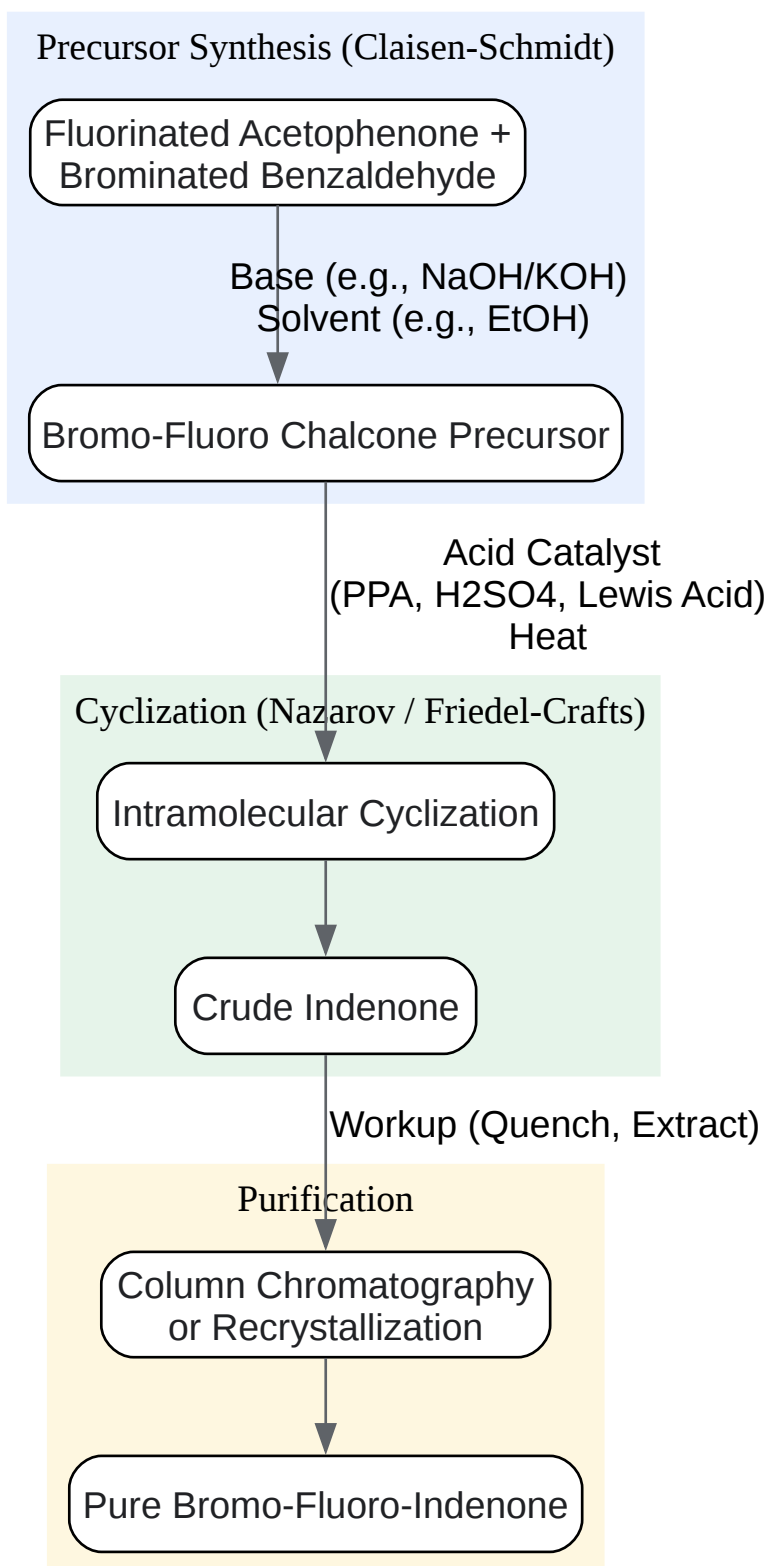 Precursor Synthesis (Claisen-Schmidt)
Fluorinated Acetophenone +
Brominated Benzaldehyde
Base (e.g., NaOH/KOH)
Solvent (e.g., EtOH)
Bromo-Fluoro Chalcone Precursor
Acid Catalyst
(PPA, H2SO4, Lewis Acid)
Heat
Cyclization (Nazarov / Friedel-Crafts)
Intramolecular Cyclization
Crude Indenone
Workup (Quench, Extract)
Purification
Column Chromatography
or Recrystallization
Pure Bromo-Fluoro-Indenone